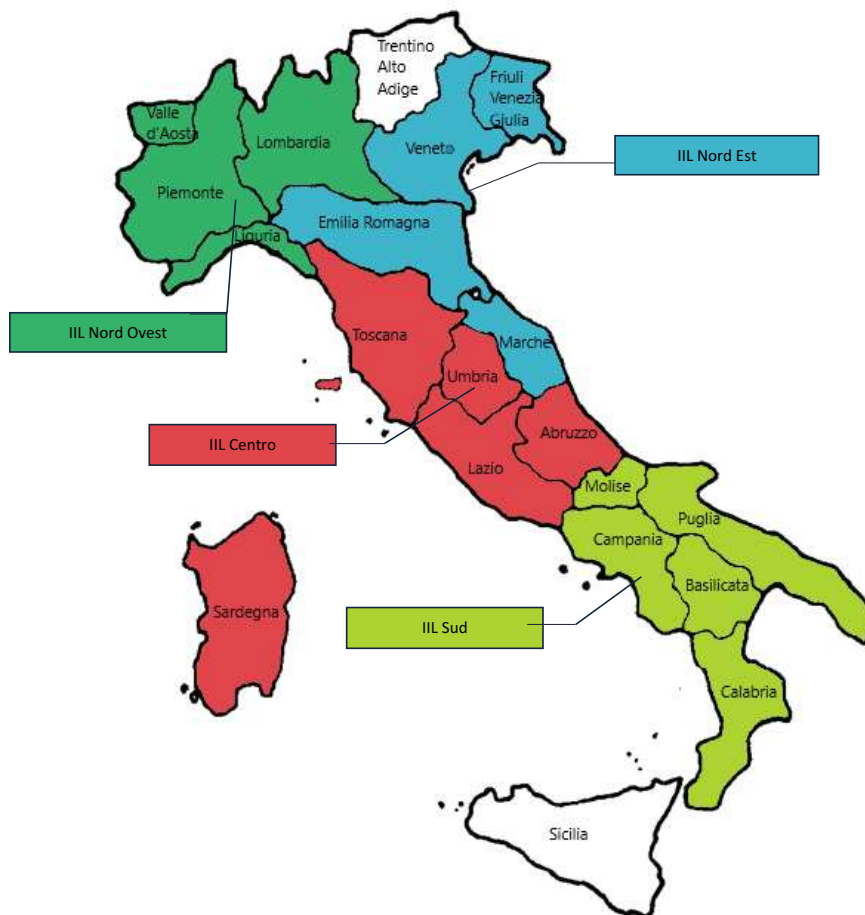 Trentino
Alto
Adige
Friuli
Venezia
Giulia
Valle
d'Aosta
Lombardia
Veneto
IIL Nord Est
Piemonte
Emilia Romagna
Liguria
IIL Nord Ovest
Toscana
Marche
Umbria
IIL Centro
Abruzzo
Lazio
Molise
Puglia
Campania
Basilicata
Sardegna
IIL Sud
Calabria
Sicilia